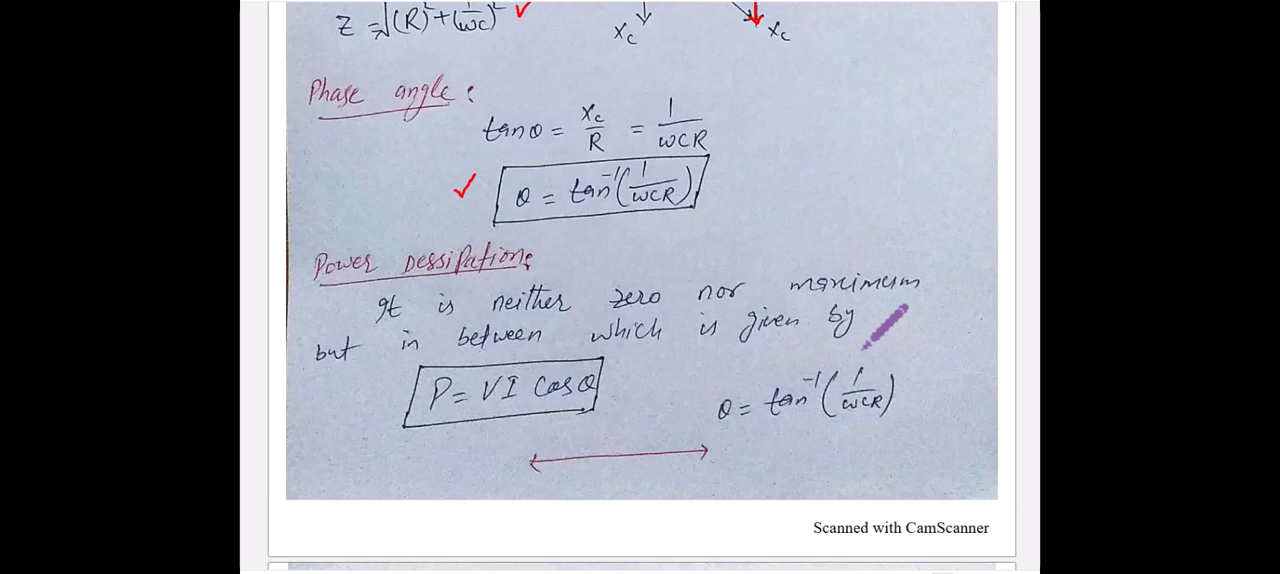 Z = √(R)² + (1/ωC)²
Xc Xc
Phase angle :
tanθ = Xc/R = 1/ωCR
θ = tan⁻¹(1/ωCR)
Power Dessipation:
It is neither zero nor maximum
but in between which is given by
P = VI Cosθ
θ = tan⁻¹(1/ωCR)
Scanned with CamScanner